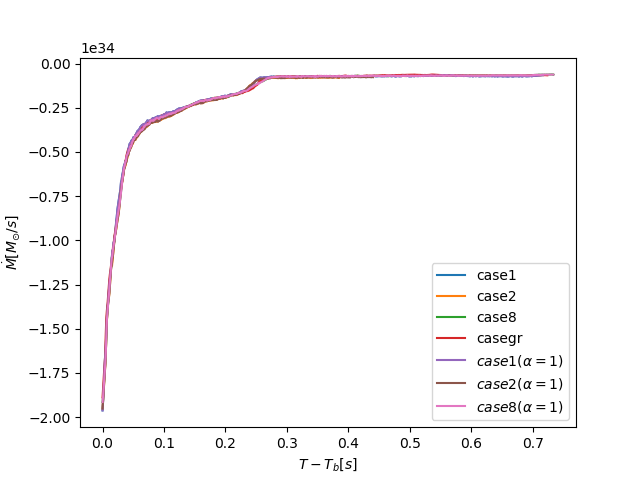 1e34
0.00
−0.25
−0.50
−0.75
−1.00
−1.25
−1.50
−1.75
−2.00
Ṁ[M⊙/s]
0.0 0.1 0.2 0.3 0.4 0.5 0.6 0.7
T − T_b[s]
case1
case2
case8
casegr
case1(α = 1)
case2(α = 1)
case8(α = 1)